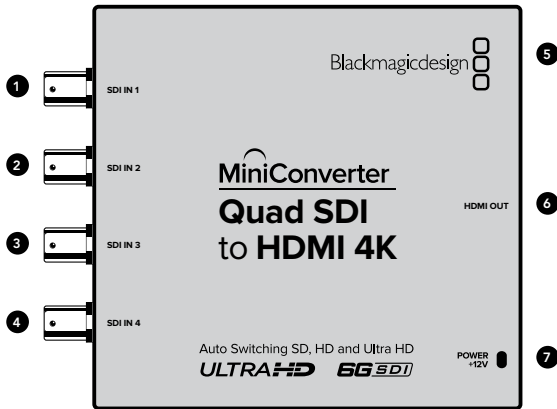 Blackmagicdesign
1
SDI IN 1
5
2
SDI IN 2
MiniConverter
Quad SDI
to HDMI 4K
HDMI OUT
6
3
SDI IN 3
4
SDI IN 4
Auto Switching SD, HD and Ultra HD
ULTRAHD 6G SDI
POWER
+12V
7